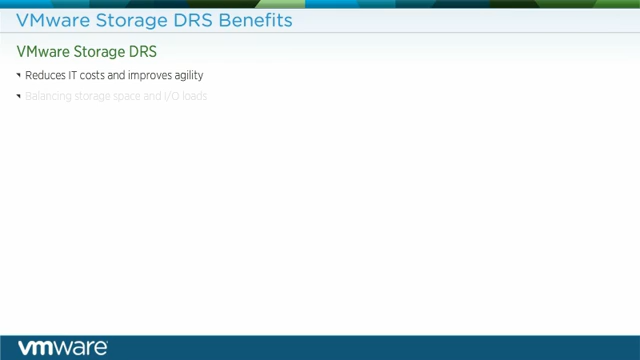 VMware Storage DRS Benefits
VMware Storage DRS
Reduces IT costs and improves agility
Balancing storage space and I/O loads
vmware